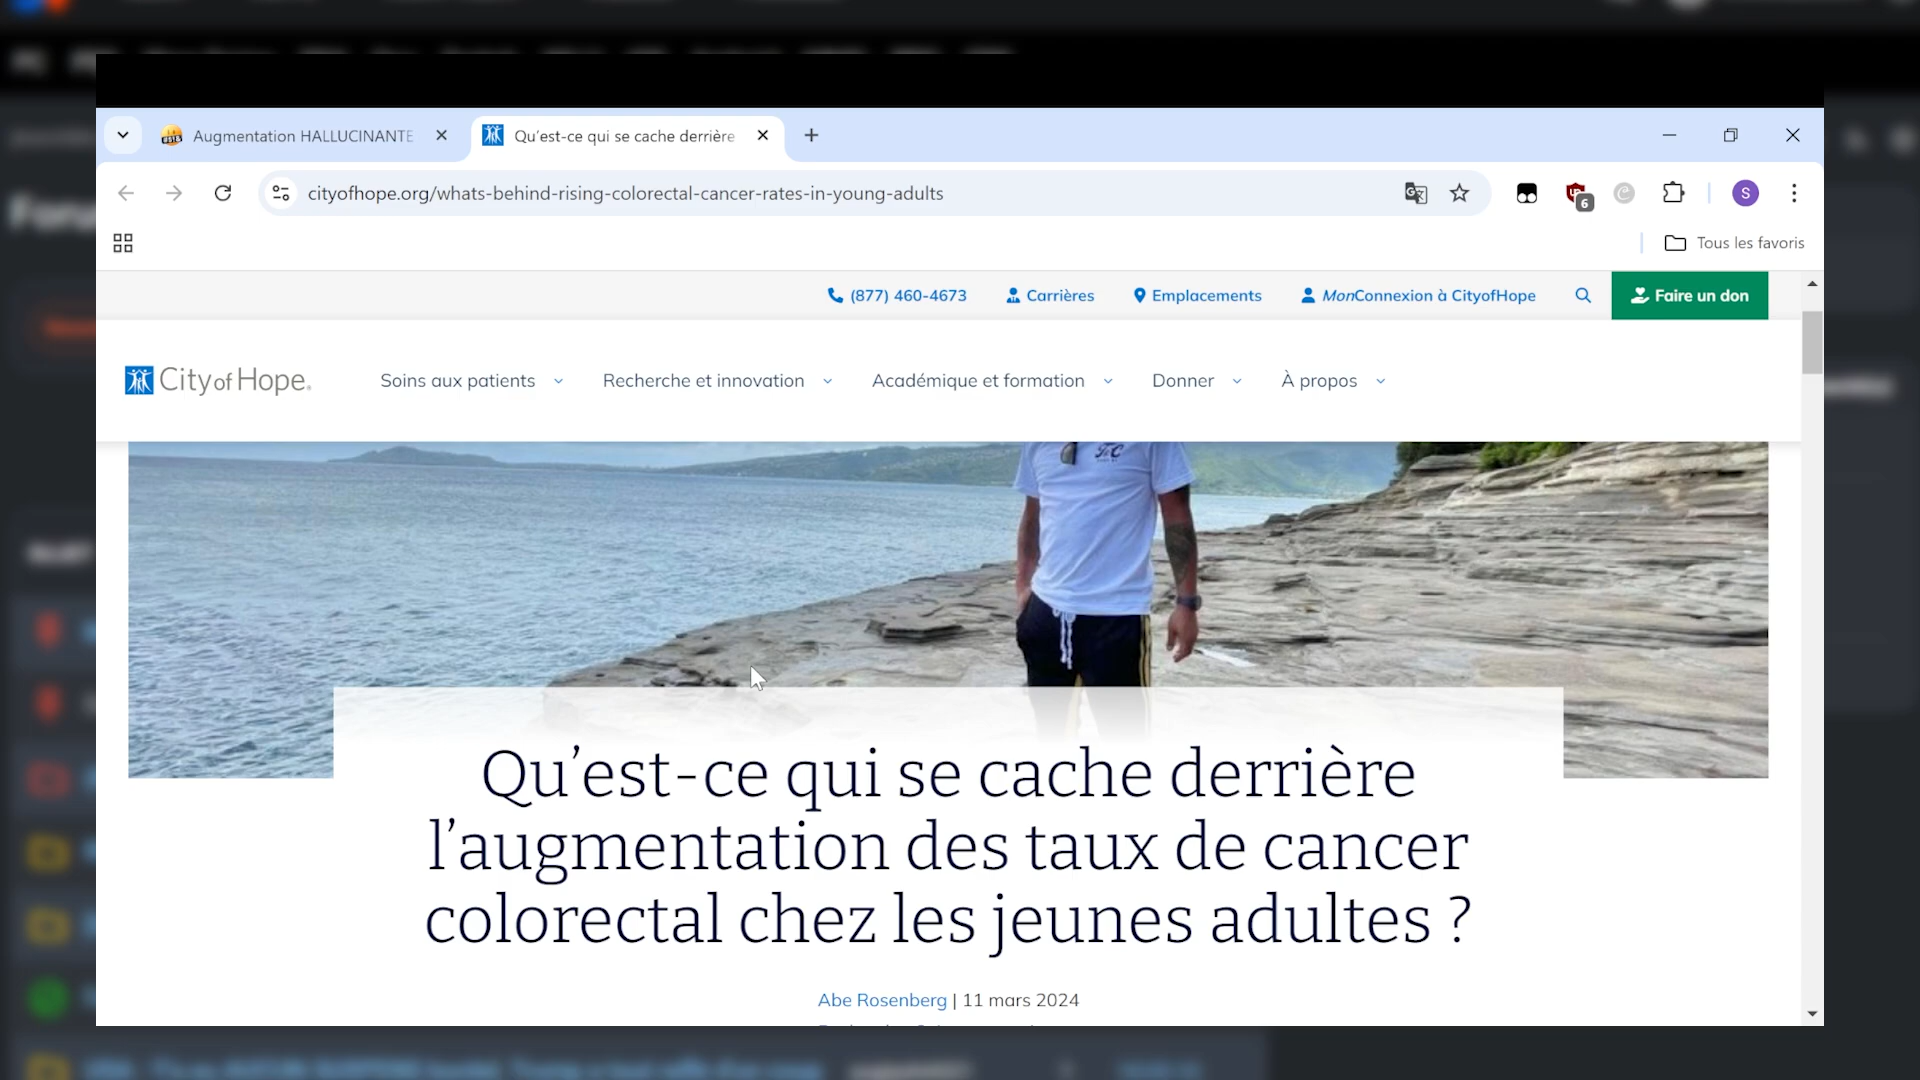 Augmentation HALLUCINANTE
Qu'est-ce qui se cache derrière
cityofhope.org/whats-behind-rising-colorectal-cancer-rates-in-young-adults
6
S
Tous les favoris
(877) 460-4673
Carrières
Emplacements
MonConnexion à CityofHope
Faire un don
City of Hope
Soins aux patients
Recherche et innovation
Académique et formation
Donner
À propos
Qu'est-ce qui se cache derrière
l'augmentation des taux de cancer
colorectal chez les jeunes adultes ?
Abe Rosenberg | 11 mars 2024